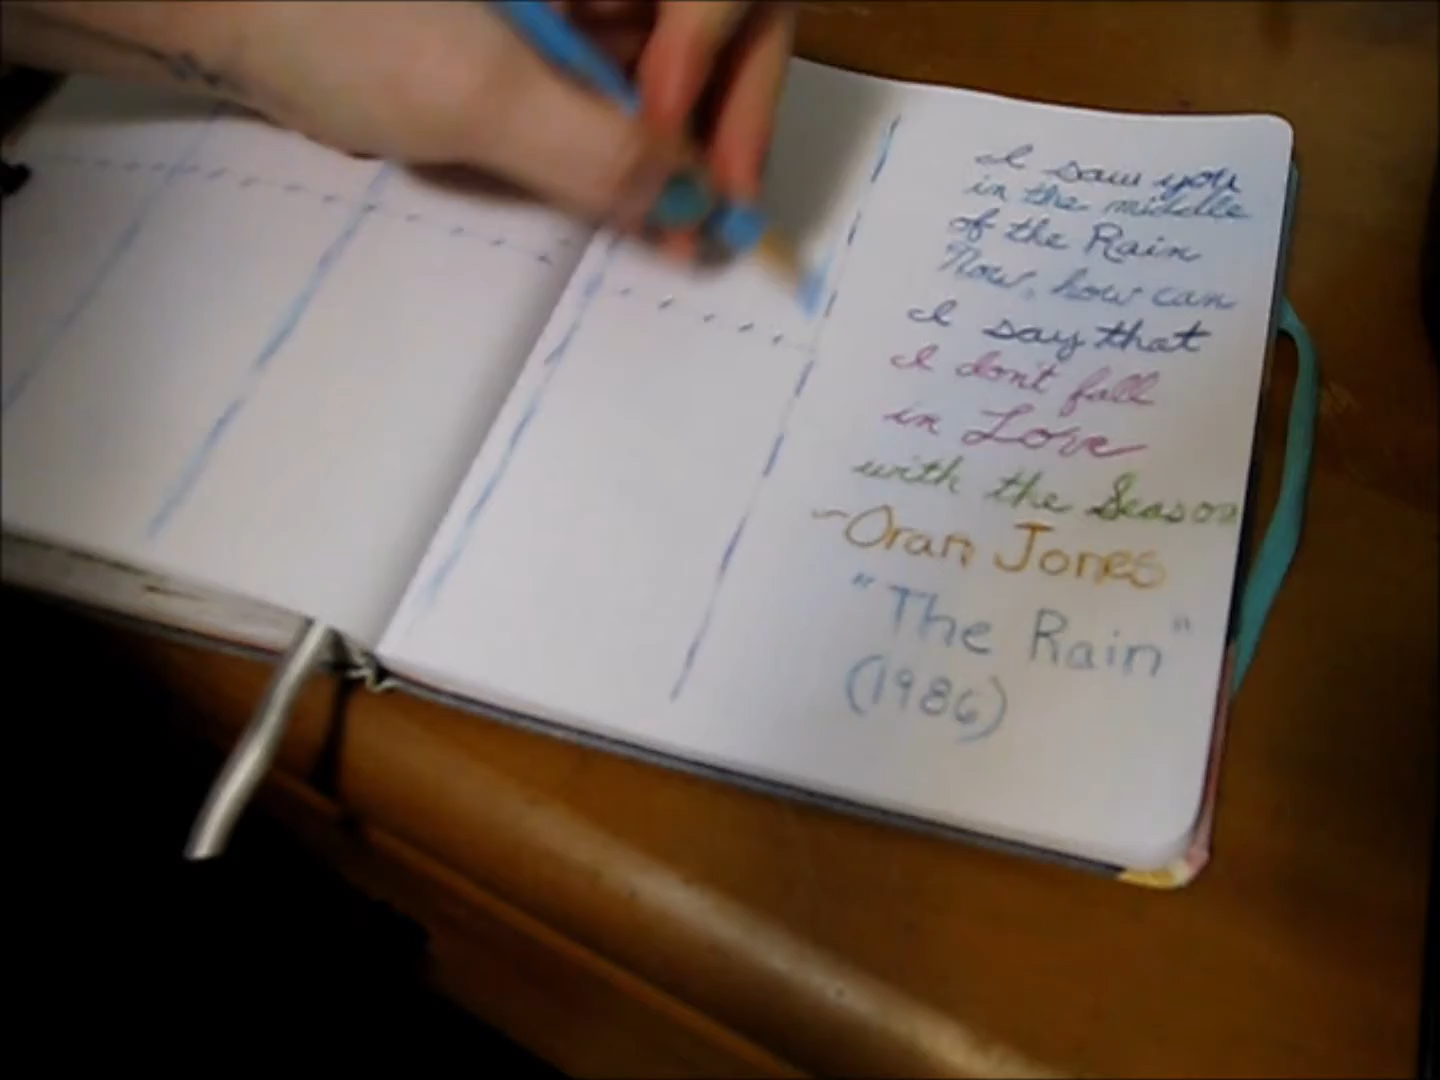 I saw you
in the middle
of the Rain
Now, how can
I say that
I don't fall
in Love
with the Season
~Oran Jones
"The Rain"
(1986)